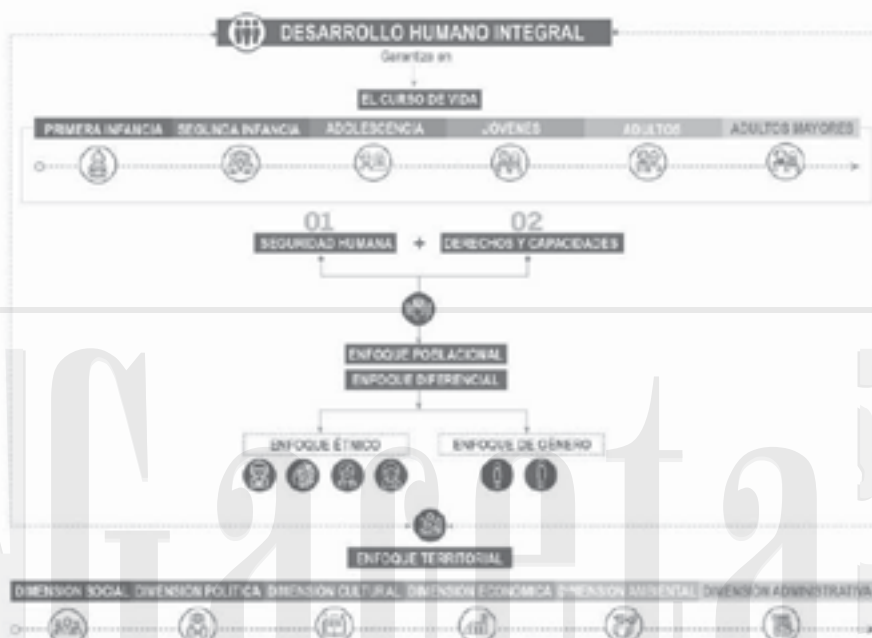 DESARROLLO HUMANO INTEGRAL
Garantiza en
EL CURSO DE VIDA
PRIMERA INFANCIA SEGUNDA INFANCIA ADOLESCENCIA JÓVENES ADULTOS ADULTOS MAYORES
01 02
SEGURIDAD HUMANA + DERECHOS Y CAPACIDADES
ENFOQUE POBLACIONAL
ENFOQUE DIFERENCIAL
ENFOQUE ÉTNICO ENFOQUE DE GÉNERO
Gaceta
ENFOQUE TERRITORIAL
DIMENSIÓN SOCIAL DIMENSIÓN POLÍTICA DIMENSIÓN CULTURAL DIMENSIÓN ECONÓMICA DIMENSIÓN AMBIENTAL DIMENSIÓN ADMINISTRATIVA